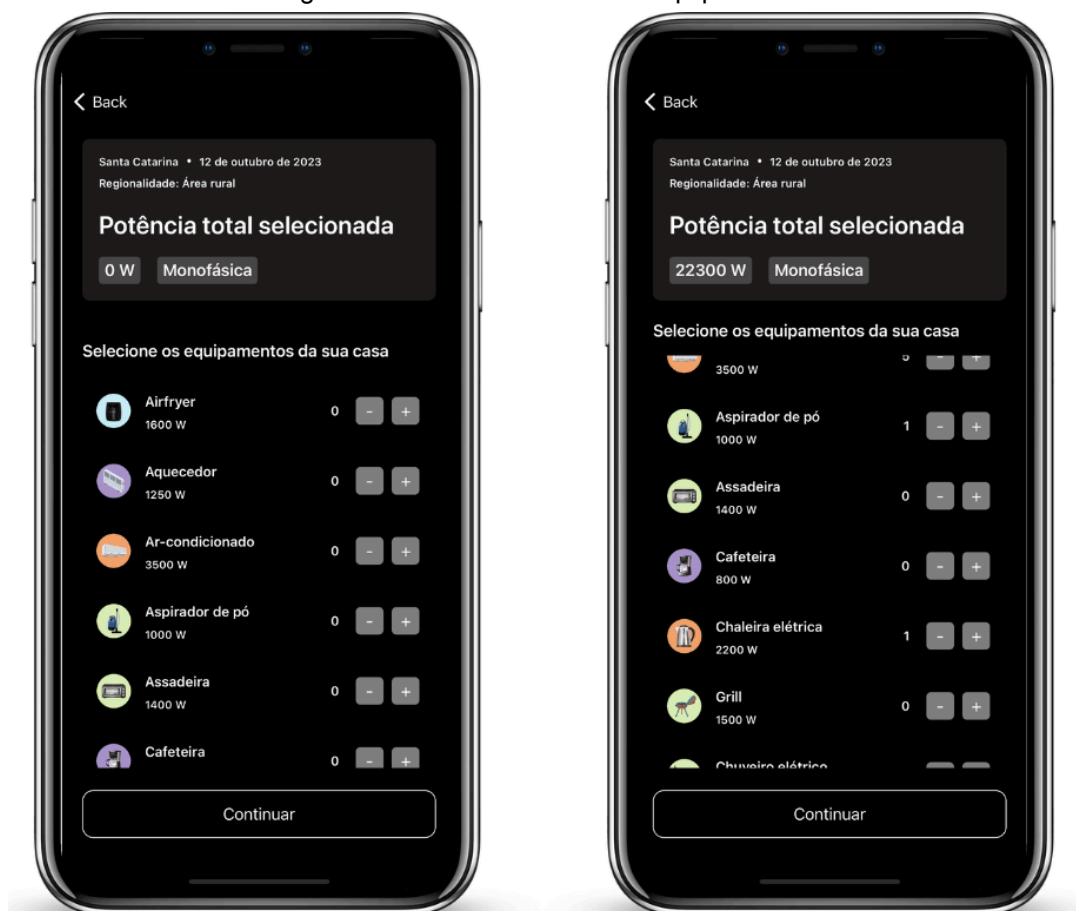 Back
Santa Catarina • 12 de outubro de 2023
Regionalidade: Área rural
Potência total selecionada
0 W Monofásica
Selecione os equipamentos da sua casa
Airfryer
1600 W
0 - +
Aquecedor
1250 W
0 - +
Ar-condicionado
3500 W
0 - +
Aspirador de pó
1000 W
0 - +
Assadeira
1400 W
0 - +
Cafeteira
0 - +
Continuar
Back
Santa Catarina • 12 de outubro de 2023
Regionalidade: Área rural
Potência total selecionada
22300 W Monofásica
Selecione os equipamentos da sua casa
3500 W
- +
Aspirador de pó
1000 W
1 - +
Assadeira
1400 W
0 - +
Cafeteira
800 W
0 - +
Chaleira elétrica
2200 W
1 - +
Grill
1500 W
0 - +
Chuveiro elétrico
Continuar